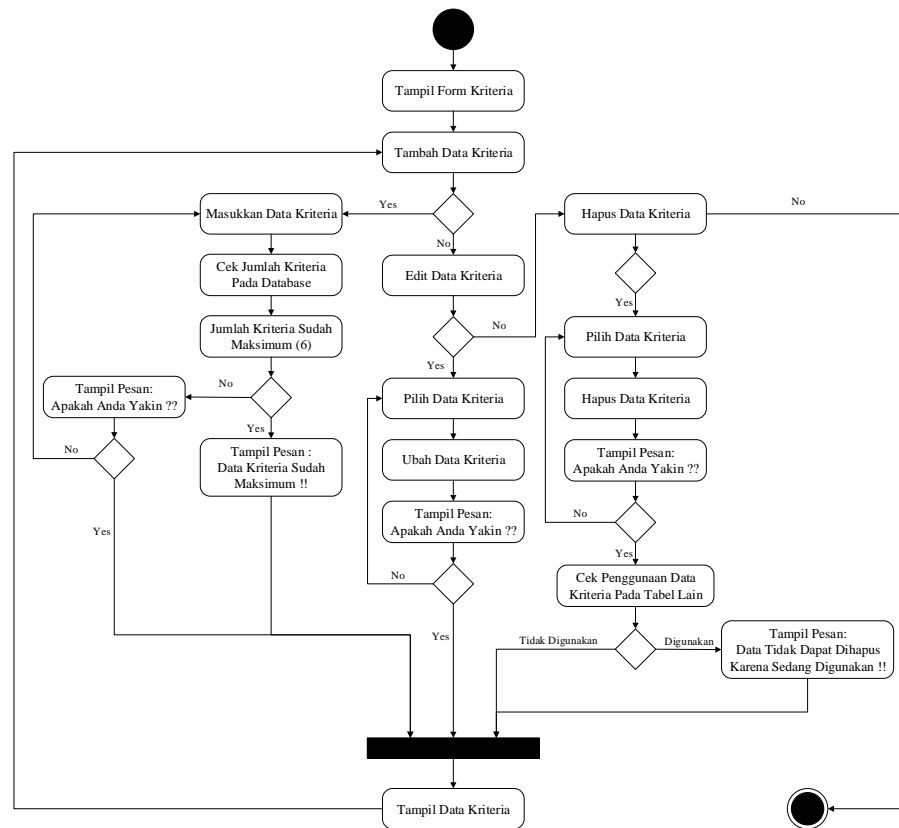 Tampil Form Kriteria
Tambah Data Kriteria
Yes
No
Masukkan Data Kriteria
Cek Jumlah Kriteria
Pada Database
Jumlah Kriteria Sudah
Maksimum (6)
No
Yes
Tampil Pesan:
Apakah Anda Yakin ??
No
Yes
Tampil Pesan :
Data Kriteria Sudah
Maksimum !!
Edit Data Kriteria
No
Yes
Pilih Data Kriteria
Ubah Data Kriteria
Tampil Pesan:
Apakah Anda Yakin ??
No
Yes
Hapus Data Kriteria
No
Yes
Pilih Data Kriteria
Hapus Data Kriteria
Tampil Pesan:
Apakah Anda Yakin ??
No
Yes
Cek Penggunaan Data
Kriteria Pada Tabel Lain
Tidak Digunakan
Digunakan
Tampil Pesan:
Data Tidak Dapat Dihapus
Karena Sedang Digunakan !!
Tampil Data Kriteria